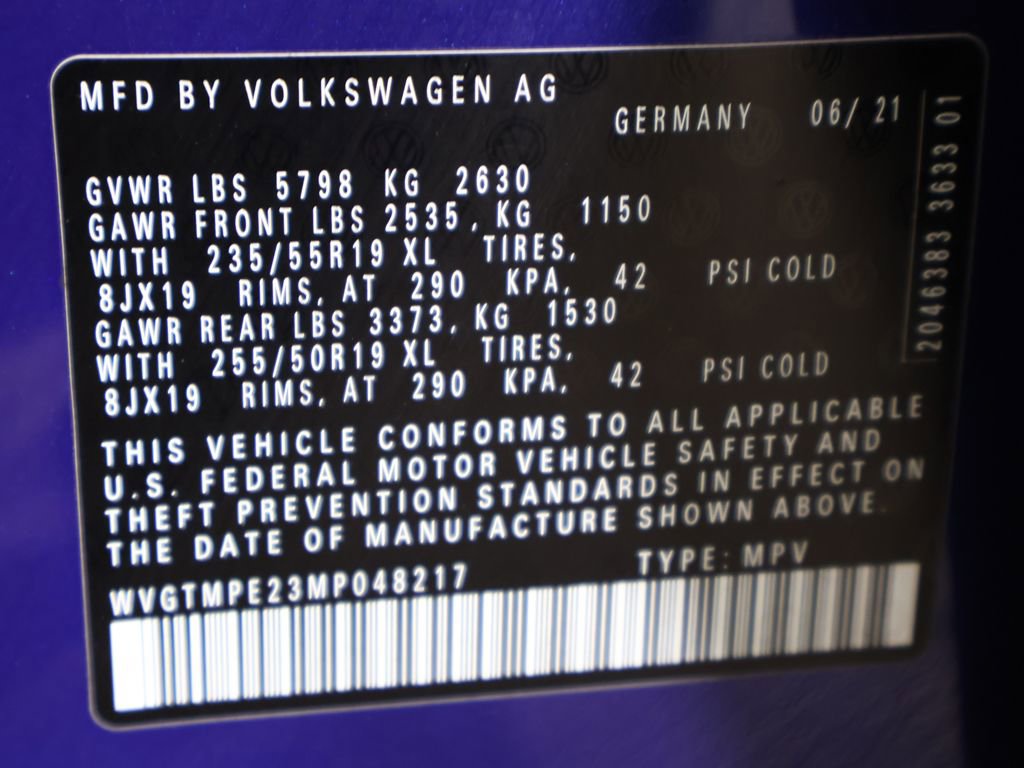 MFD BY VOLKSWAGEN AG
GERMANY 06/ 21
GVWR LBS 5798 KG 2630
GAWR FRONT LBS 2535, KG 1150
WITH 235/55R19 XL TIRES,
8JX19 RIMS, AT 290 KPA, 42 PSI COLD
GAWR REAR LBS 3373, KG 1530
WITH 255/50R19 XL TIRES,
8JX19 RIMS, AT 290 KPA, 42 PSI COLD
THIS VEHICLE CONFORMS TO ALL APPLICABLE
U.S. FEDERAL MOTOR VEHICLE SAFETY AND
THEFT PREVENTION STANDARDS IN EFFECT ON
THE DATE OF MANUFACTURE SHOWN ABOVE.
WVGTMPE23MP048217 TYPE: MPV
2046383 3633 01